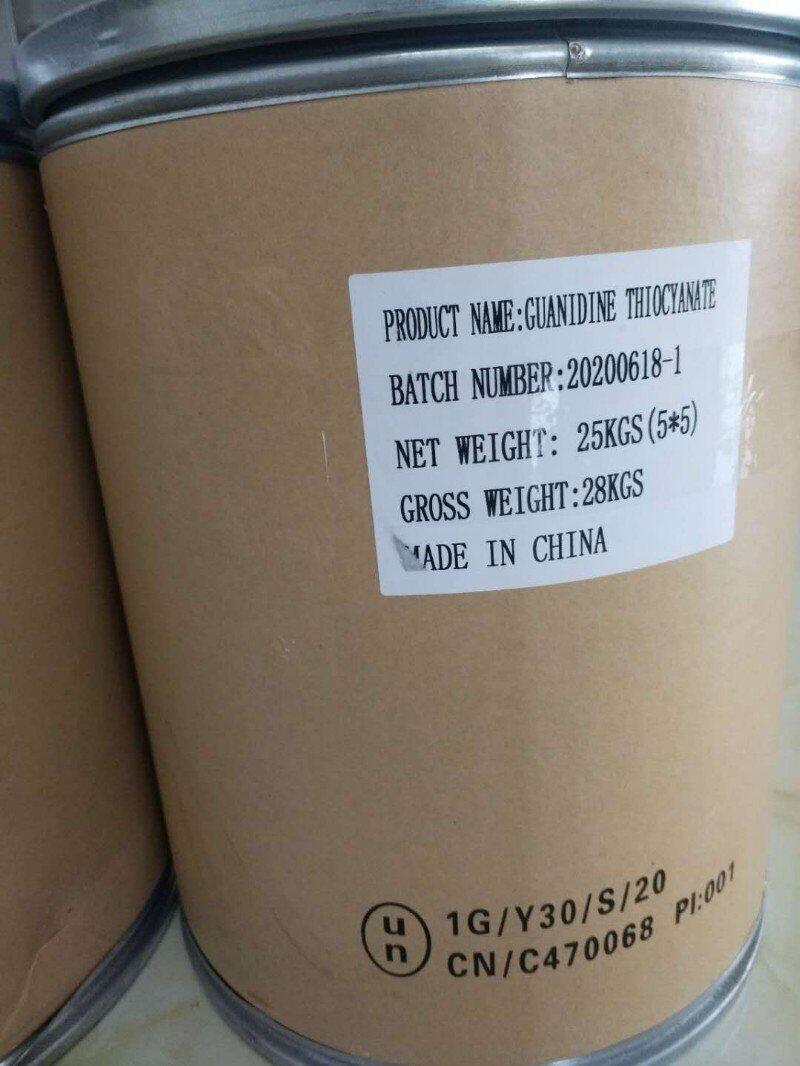 PRODUCT NAME:GUANIDINE THIOCYANATE
BATCH NUMBER:20200618-1
NET WEIGHT: 25KGS(5*5)
GROSS WEIGHT:28KGS
MADE IN CHINA
un
1G/Y30/S/20
CN/C470068 PI:001